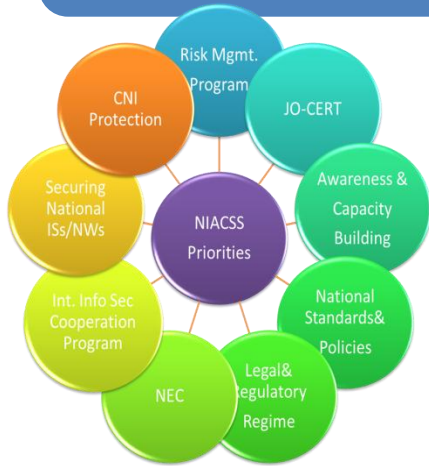 Risk Mgmt.
Program
JO-CERT
Awareness &
Capacity
Building
National
Standards&
Policies
Legal&
Regulatory
Regime
NEC
Int. Info Sec
Cooperation
Program
Securing
National
ISs/NWs
CNI
Protection
NIACSS
Priorities